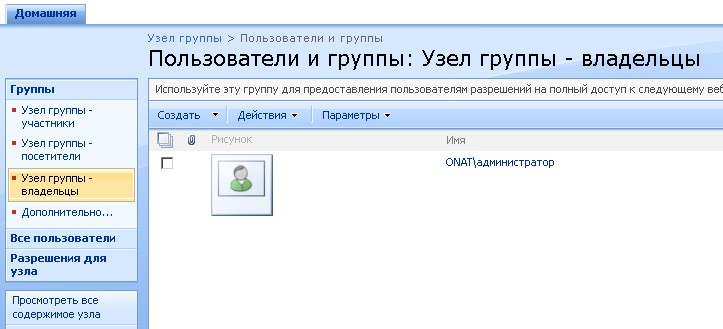 Домашняя
Узел группы > Пользователи и группы
Пользователи и группы: Узел группы - владельцы
Группы
Узел группы -
участники
Узел группы -
посетители
Узел группы -
владельцы
Дополнительно...
Все пользователи
Разрешения для
узла
Просмотреть все
содержимое узла
Используйте эту группу для предоставления пользователям разрешений на полный доступ к следующему веб
Создать Действия Параметры
Рисунок Имя
ONAT\администратор